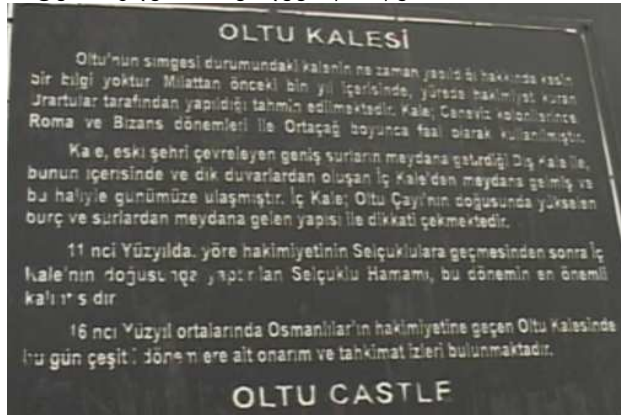 OLTU KALESİ
Oltu'nun simgesi durumundaki kalenin ne zaman yapıldığı hakkında kesin
bir bilgi yoktur. Milattan önceki bin yıl içerisinde, yörede hakimiyet kuran
Urartular tarafından yapıldığı tahmin edilmektedir. Kale; Ceneviz kolonilerince
Roma ve Bizans dönemleri ile Ortaçağ boyunca faal olarak kullanılmıştır.
Kale, eski şehri çevreleyen geniş surların meydana getirdiği Dış Kale ile,
bunun içerisinde ve dik duvarlardan oluşan İç Kale'den meydana gelmiş ve
bu haliyle günümüze ulaşmıştır. İç Kale; Oltu Çayı'nın doğusunda yükselen
burç ve surlardan meydana gelen yapısı ile dikkati çekmektedir.
11 nci Yüzyılda, yöre hakimiyetinin Selçuklulara geçmesinden sonra İç
Kale'nin doğusunda yaptırılan Selçuklu Hamamı, bu dönemin en önemli
kalıntısıdır
16 ncı Yüzyıl ortalarında Osmanlılar'ın hakimiyetine geçen Oltu Kalesinde
bu gün çeşitli dönemlere ait onarım ve tahkimat izleri bulunmaktadır.
OLTU CASTLE